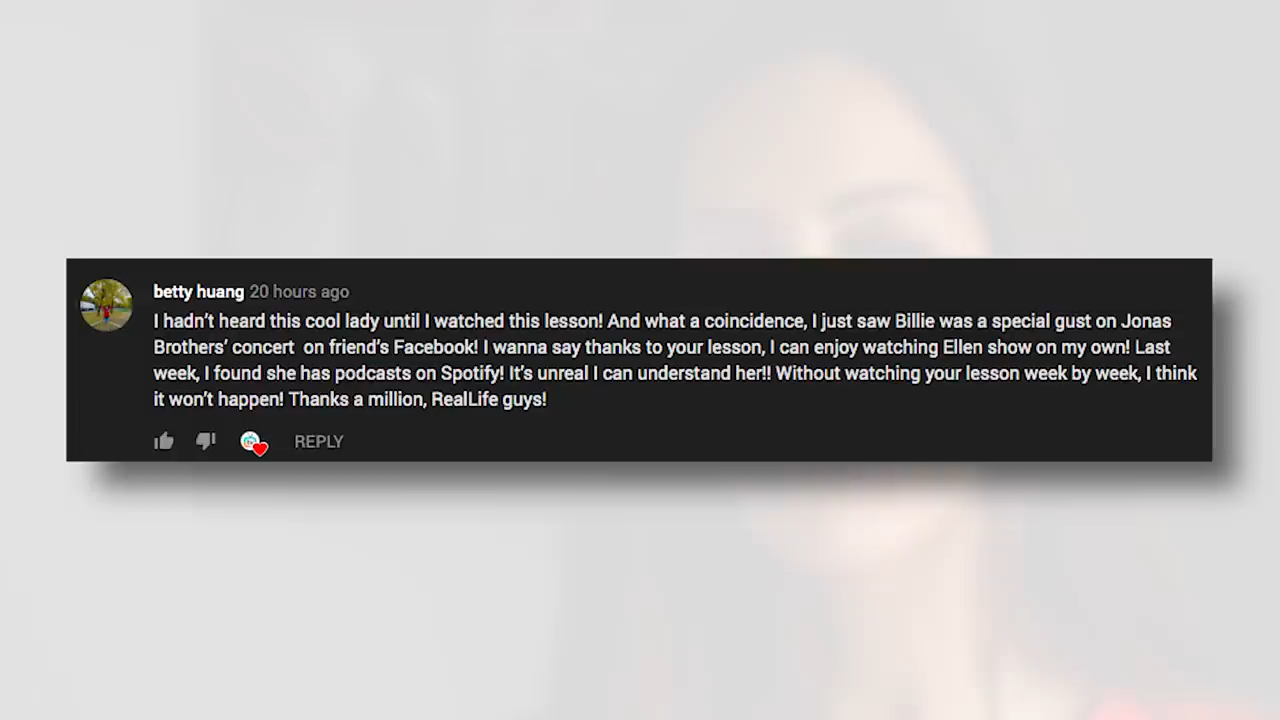 betty huang 20 hours ago
I hadn't heard this cool lady until I watched this lesson! And what a coincidence, I just saw Billie was a special gust on Jonas
Brothers' concert on friend's Facebook! I wanna say thanks to your lesson, I can enjoy watching Ellen show on my own! Last
week, I found she has podcasts on Spotify! It's unreal I can understand her!! Without watching your lesson week by week, I think
it won't happen! Thanks a million, RealLife guys!
REPLY